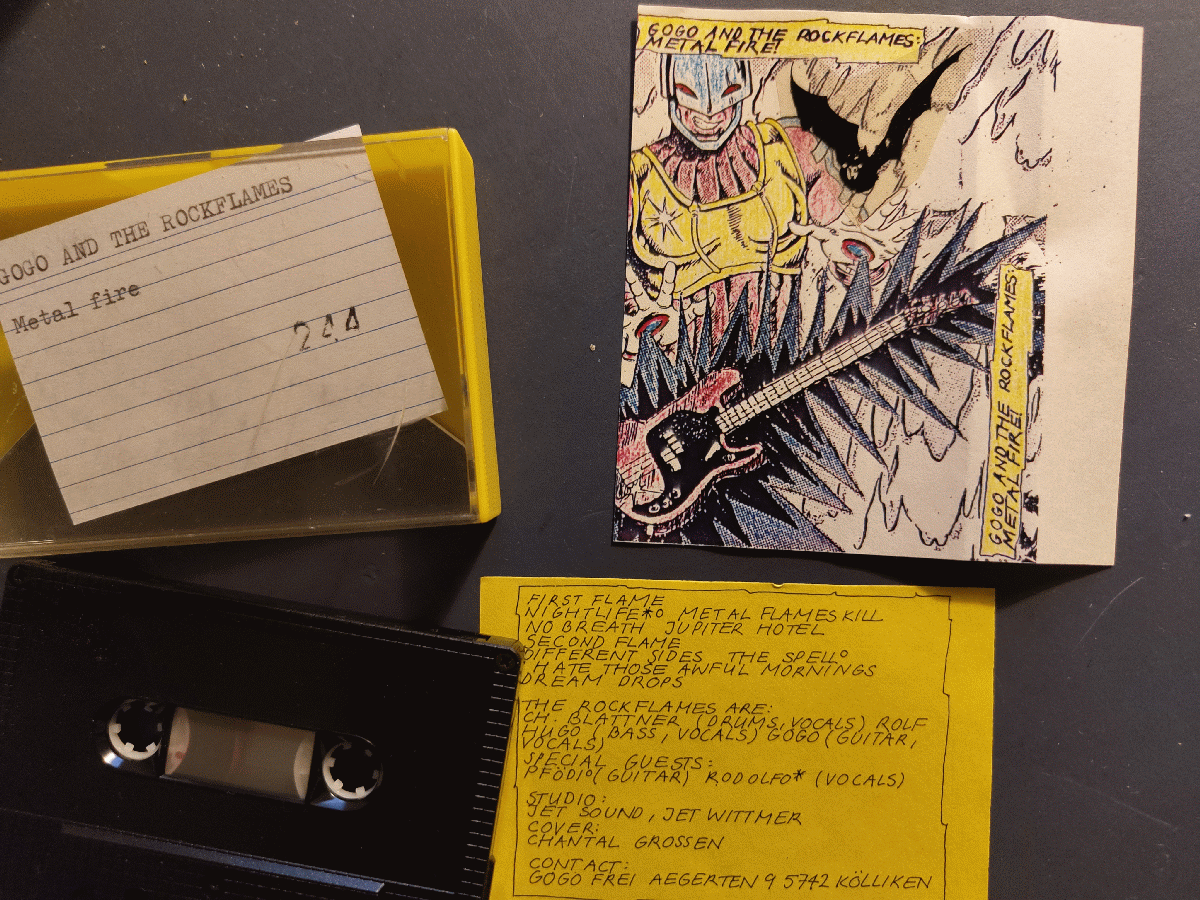 GOGO AND THE ROCKFLAMES
Metal fire
244
GOGO AND THE ROCKFLAMES:
METAL FIRE!
GOGO AND THE ROCKFLAMES:
METAL FIRE!
FIRST FLAME
NIGHTLIFE*° METAL FLAMES KILL
NO BREATH JUPITER HOTEL
SECOND FLAME
DIFFERENT SIDES THE SPELL°
I HATE THOSE AWFUL MORNINGS
DREAM DROPS
THE ROCKFLAMES ARE:
CH. BLATTNER (DRUMS, VOCALS) ROLF
HUGO (BASS, VOCALS) GOGO (GUITAR,
VOCALS)
SPECIAL GUESTS:
PFÖDI° (GUITAR) RODOLFO* (VOCALS)
STUDIO:
JET SOUND, JET WITTMER
COVER:
CHANTAL GROSSEN
CONTACT:
GOGO FREI AEGERTEN 9 5742 KÖLLIKEN